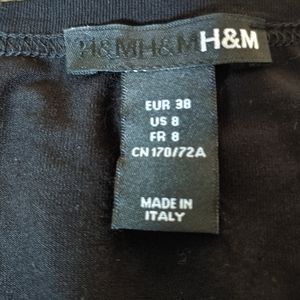 H&MH&MH&M
EUR 38
US 8
FR 8
CN 170/72A
MADE IN
ITALY